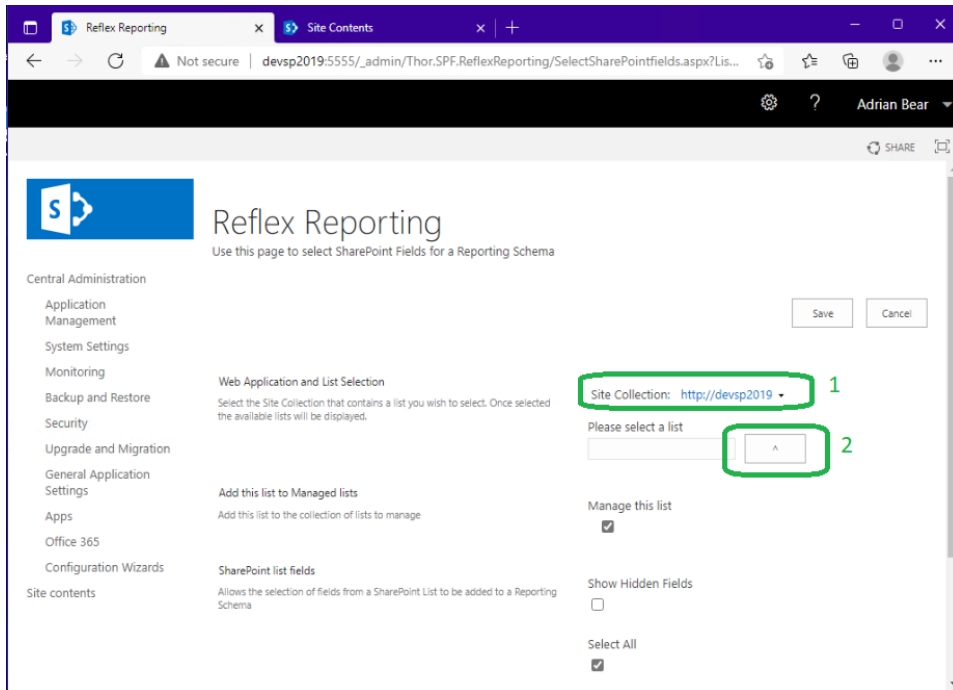 Reflex Reporting
Site Contents
Not secure | devsp2019:5555/_admin/Thor.SPF.ReflexReporting/SelectSharePointfields.aspx?Lis...
? Adrian Bear
SHARE
S
Reflex Reporting
Use this page to select SharePoint Fields for a Reporting Schema
Central Administration
Application
Management
System Settings
Monitoring
Backup and Restore
Security
Upgrade and Migration
General Application
Settings
Apps
Office 365
Configuration Wizards
Site contents
Save Cancel
Web Application and List Selection
Select the Site Collection that contains a list you wish to select. Once selected
the available lists will be displayed.
Site Collection: http://devsp2019
1
Please select a list
^
2
Add this list to Managed lists
Add this list to the collection of lists to manage
Manage this list
SharePoint list fields
Allows the selection of fields from a SharePoint List to be added to a Reporting
Schema
Show Hidden Fields
Select All